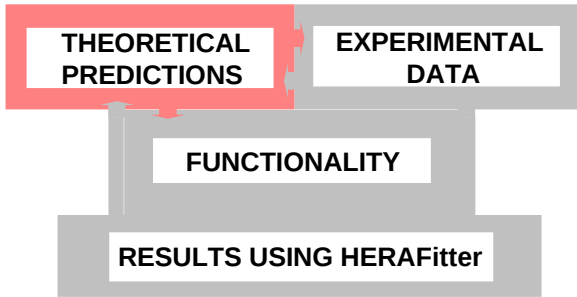 THEORETICAL
PREDICTIONS
EXPERIMENTAL
DATA
FUNCTIONALITY
RESULTS USING HERAFitter